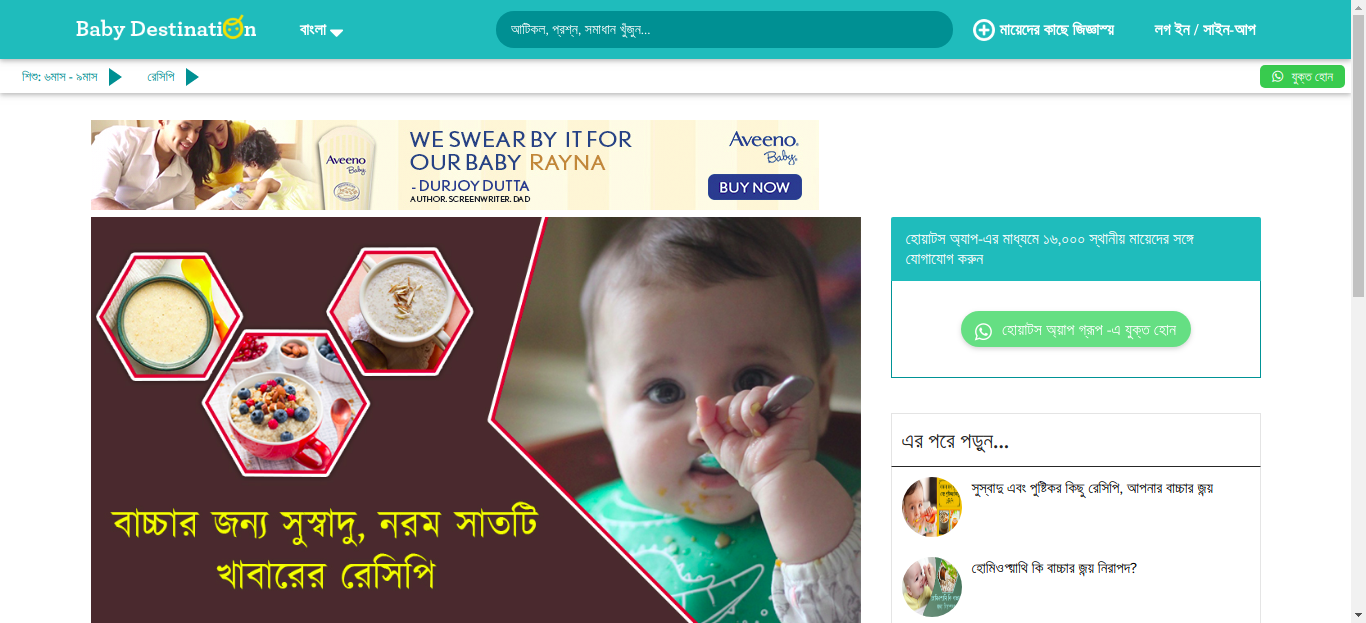 Baby Destination
বাংলা
আর্টিকল, প্রশ্ন, সমাধান খুঁজুন...
মায়েদের কাছে জিজ্ঞাস্য
লগ ইন / সাইন-আপ
শিশু: ৬মাস - ৯মাস
রেসিপি
যুক্ত হোন
WE SWEAR BY IT FOR
OUR BABY RAYNA
- DURJOY DUTTA
AUTHOR. SCREENWRITER. DAD
Aveeno
Baby
Aveeno.
Baby.
BUY NOW
হোয়াটস অ্যাপ-এর মাধ্যমে ১৬,০০০ স্থানীয় মায়েদের সঙ্গে
যোগাযোগ করুন
হোয়াটস অ্যাপ গ্রূপ -এ যুক্ত হোন
বাচ্চার জন্য সুস্বাদু, নরম সাতটি
খাবারের রেসিপি
এর পরে পড়ুন...
সুস্বাদু এবং পুষ্টিকর কিছু রেসিপি, আপনার বাচ্চার জন্য
হোমিওপ্যাথি কি বাচ্চার জন্য নিরাপদ?